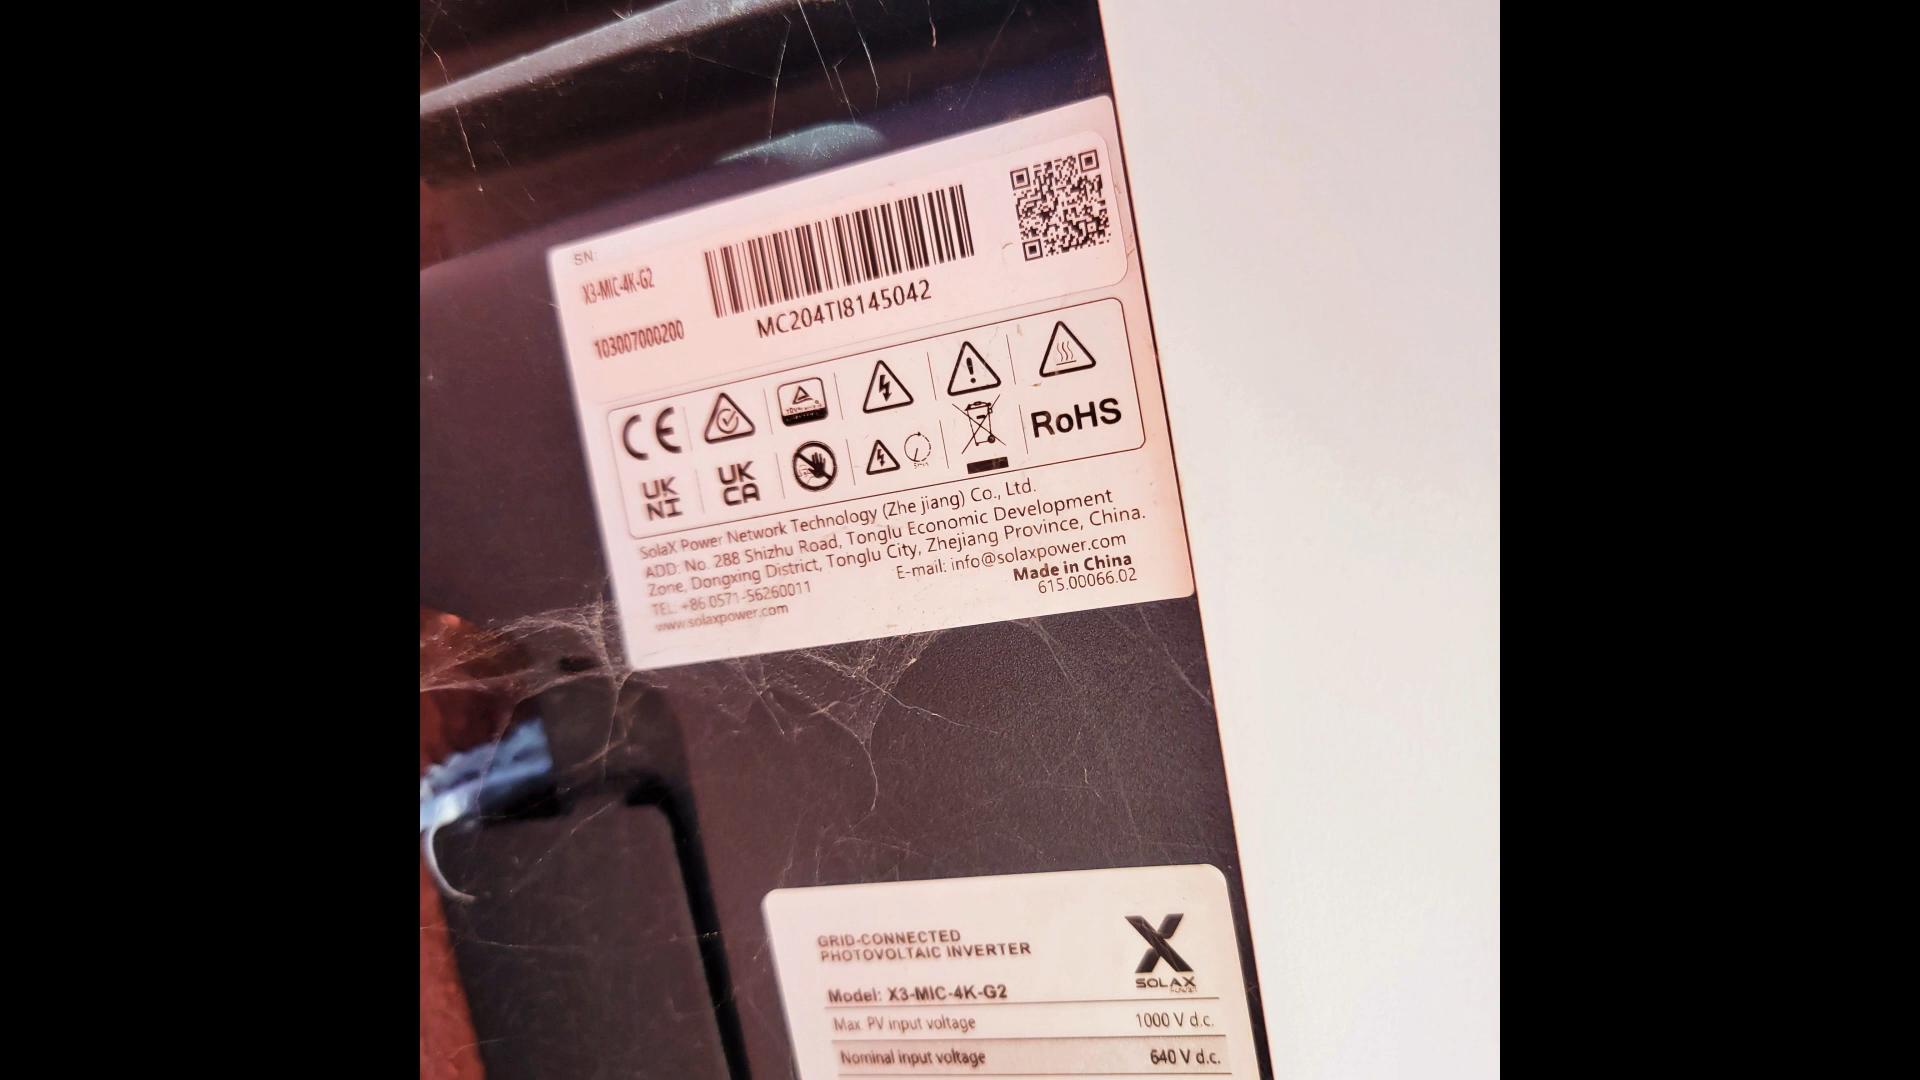 SN:
X3-MIC-4K-G2
MC204TI8145042
103007000200
CE
UK
NI
UK
CA
5min
RoHS
SolaX Power Network Technology (Zhe jiang) Co., Ltd.
ADD: No. 288 Shizhu Road, Tonglu Economic Development
Zone, Dongxing District, Tonglu City, Zhejiang Province, China.
TEL: +86 0571-56260011
E-mail: info@solaxpower.com
www.solaxpower.com
Made in China
615.00066.02
GRID-CONNECTED
PHOTOVOLTAIC INVERTER
X
SOLAX
POWER
Model: X3-MIC-4K-G2
Max. PV input voltage 1000 V d.c.
Nominal input voltage 640 V d.c.